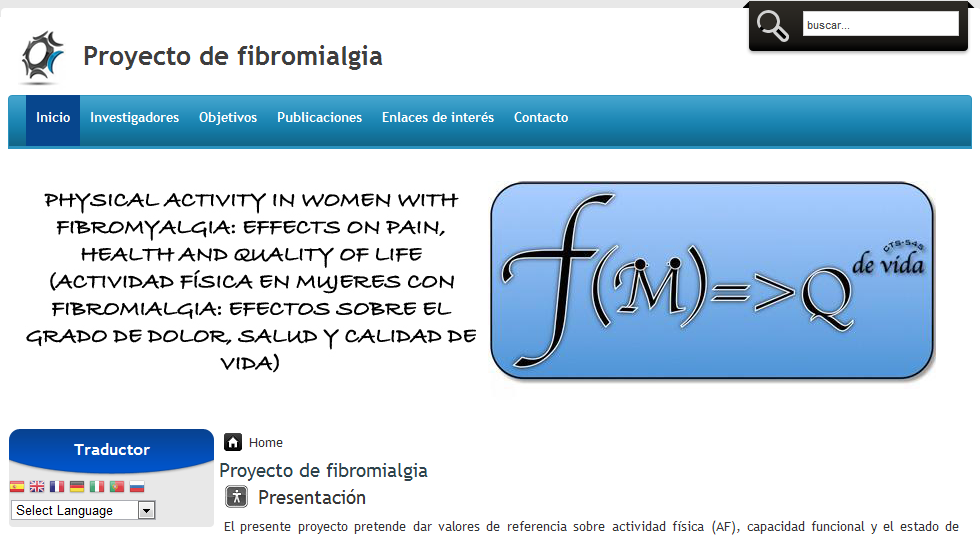 buscar...
Proyecto de fibromialgia
Inicio Investigadores Objetivos Publicaciones Enlaces de interés Contacto
PHYSICAL ACTIVITY IN WOMEN WITH
FIBROMYALGIA: EFFECTS ON PAIN,
HEALTH AND QUALITY OF LIFE
(ACTIVIDAD FÍSICA EN MUJERES CON
FIBROMIALGIA: EFECTOS SOBRE EL
GRADO DE DOLOR, SALUD Y CALIDAD DE
VIDA)
CTS-545
f(M)=>Q de vida
Traductor
Select Language
Home
Proyecto de fibromialgia
Presentación
El presente proyecto pretende dar valores de referencia sobre actividad física (AF), capacidad funcional y el estado de